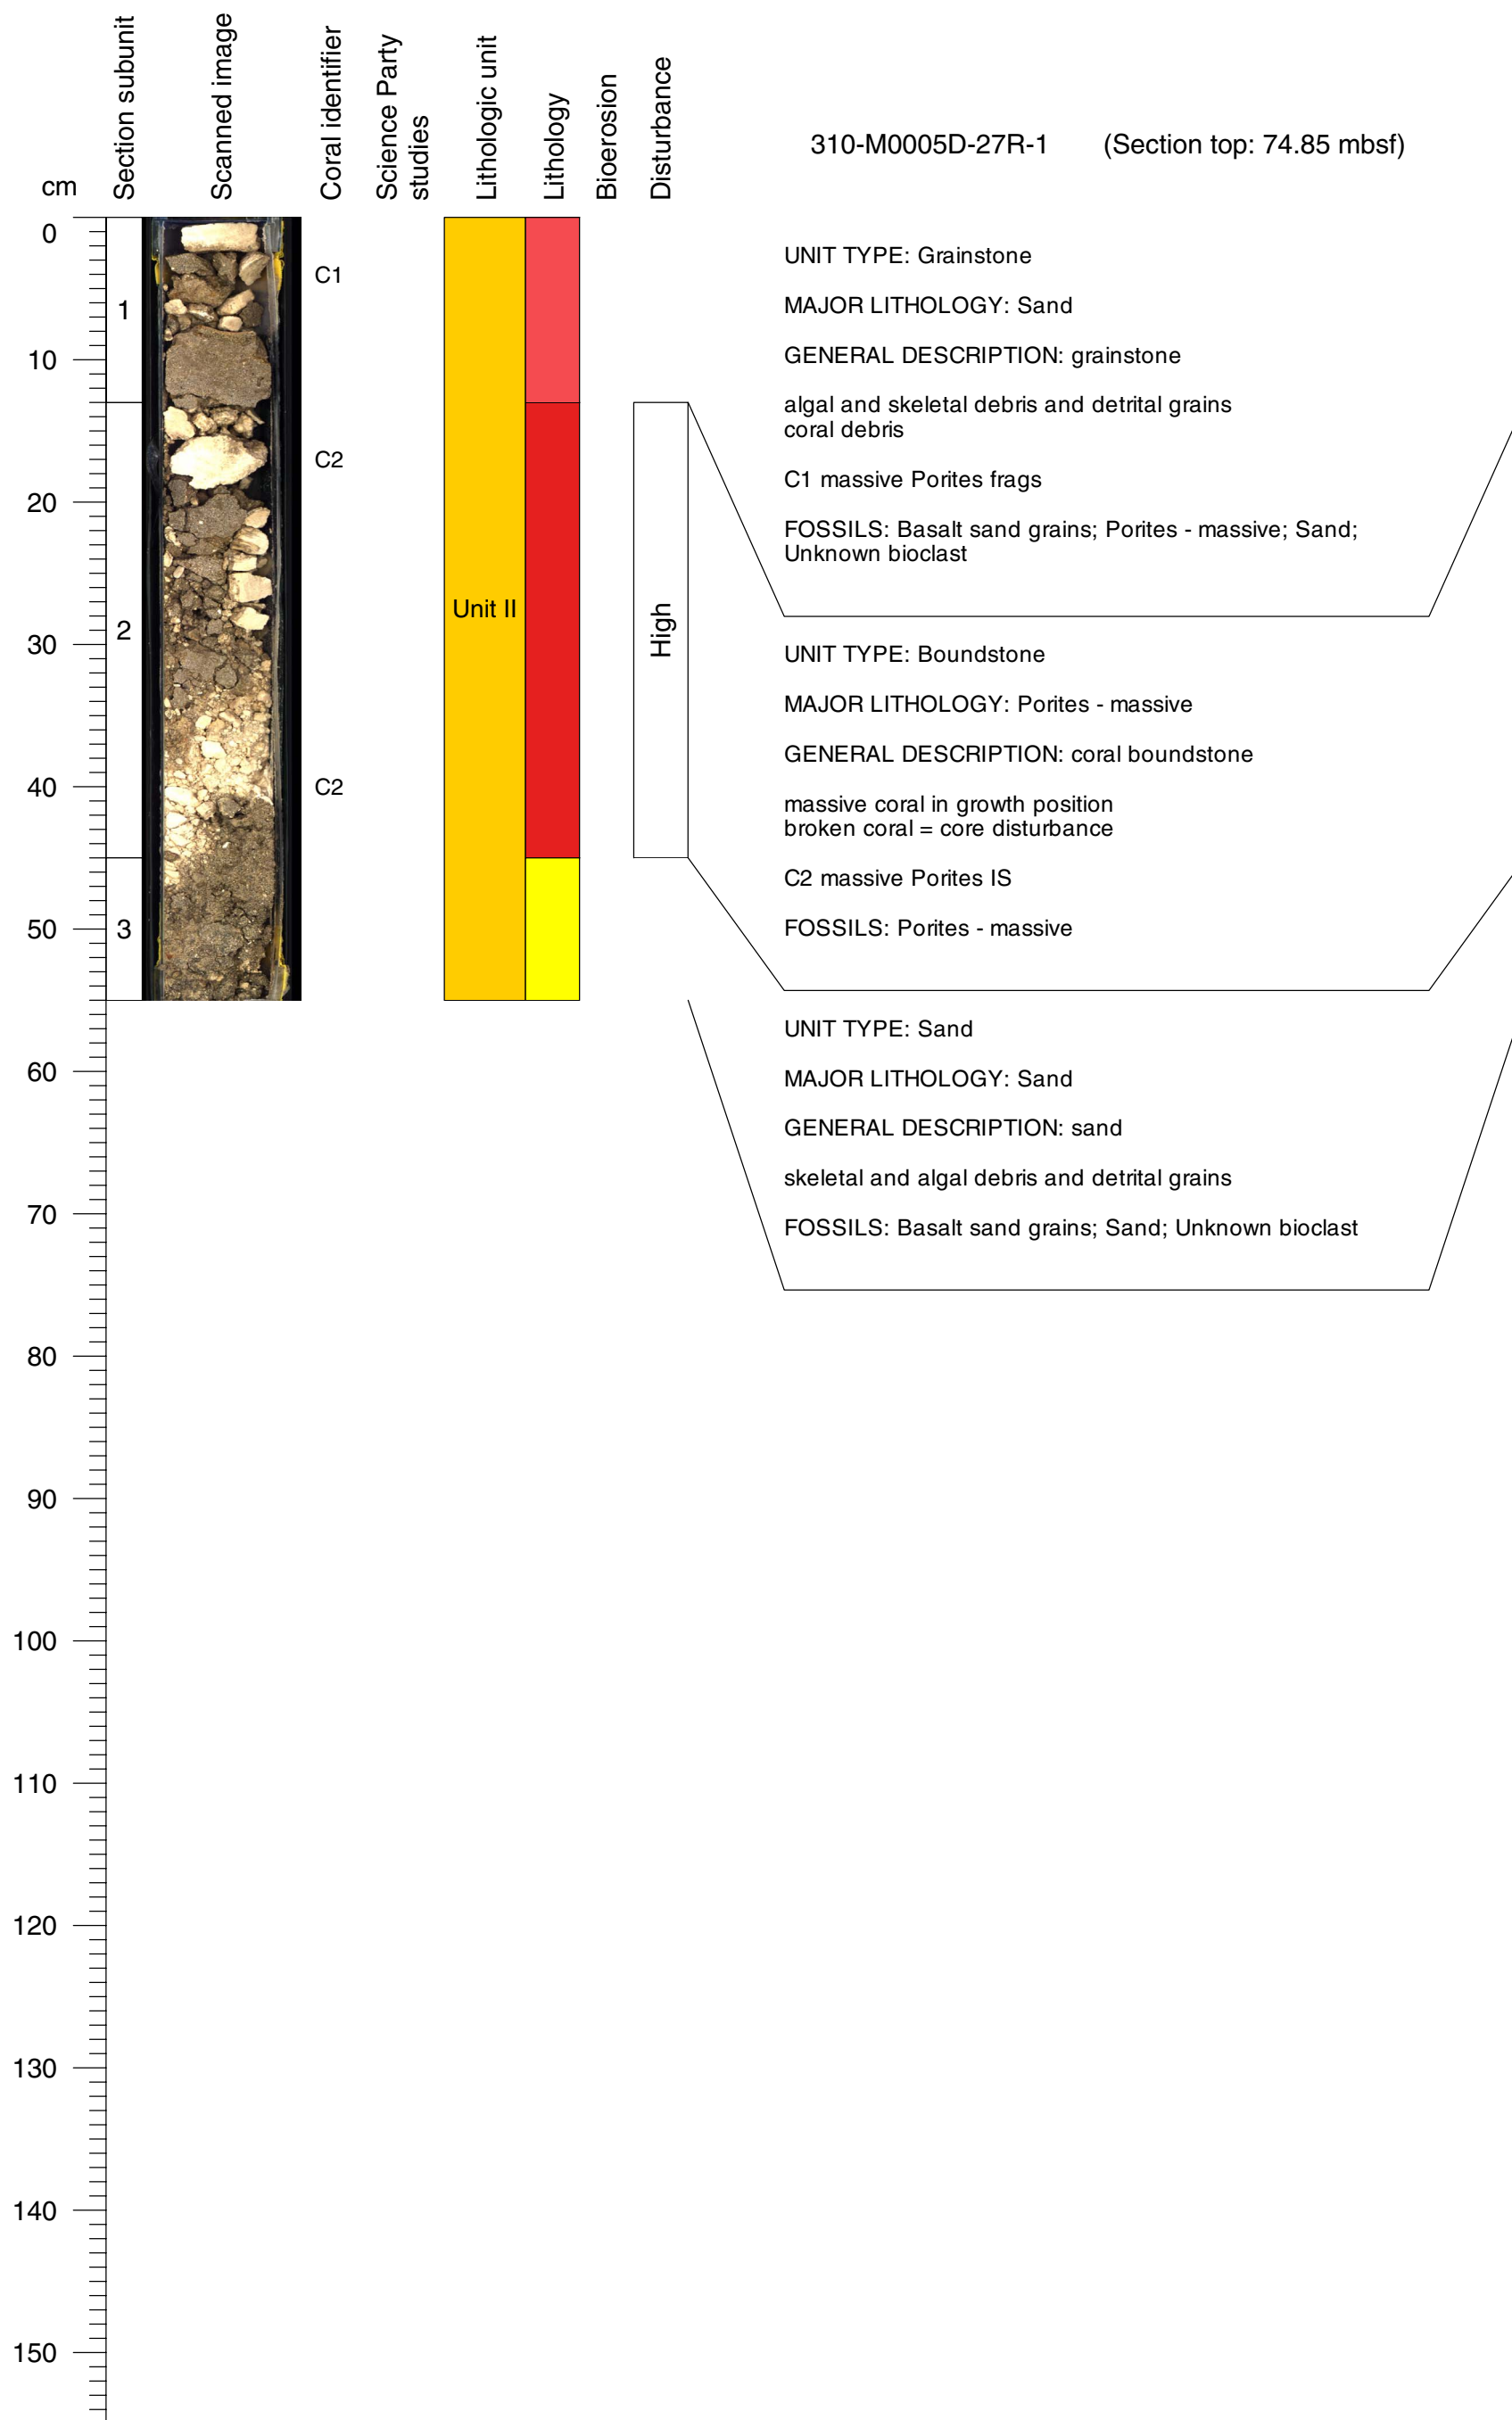 Section subunit
Scanned image
Coral identifier
Science Party
studies
Lithologic unit
Lithology
Bioerosion
Disturbance
310-M0005D-27R-1 (Section top: 74.85 mbsf)
cm
0
10
20
30
40
50
60
70
80
90
100
110
120
130
140
150
1
2
3
C1
C2
C2
Unit II
High
UNIT TYPE: Grainstone
MAJOR LITHOLOGY: Sand
GENERAL DESCRIPTION: grainstone
algal and skeletal debris and detrital grains
coral debris
C1 massive Porites frags
FOSSILS: Basalt sand grains; Porites - massive; Sand;
Unknown bioclast
UNIT TYPE: Boundstone
MAJOR LITHOLOGY: Porites - massive
GENERAL DESCRIPTION: coral boundstone
massive coral in growth position
broken coral = core disturbance
C2 massive Porites IS
FOSSILS: Porites - massive
UNIT TYPE: Sand
MAJOR LITHOLOGY: Sand
GENERAL DESCRIPTION: sand
skeletal and algal debris and detrital grains
FOSSILS: Basalt sand grains; Sand; Unknown bioclast